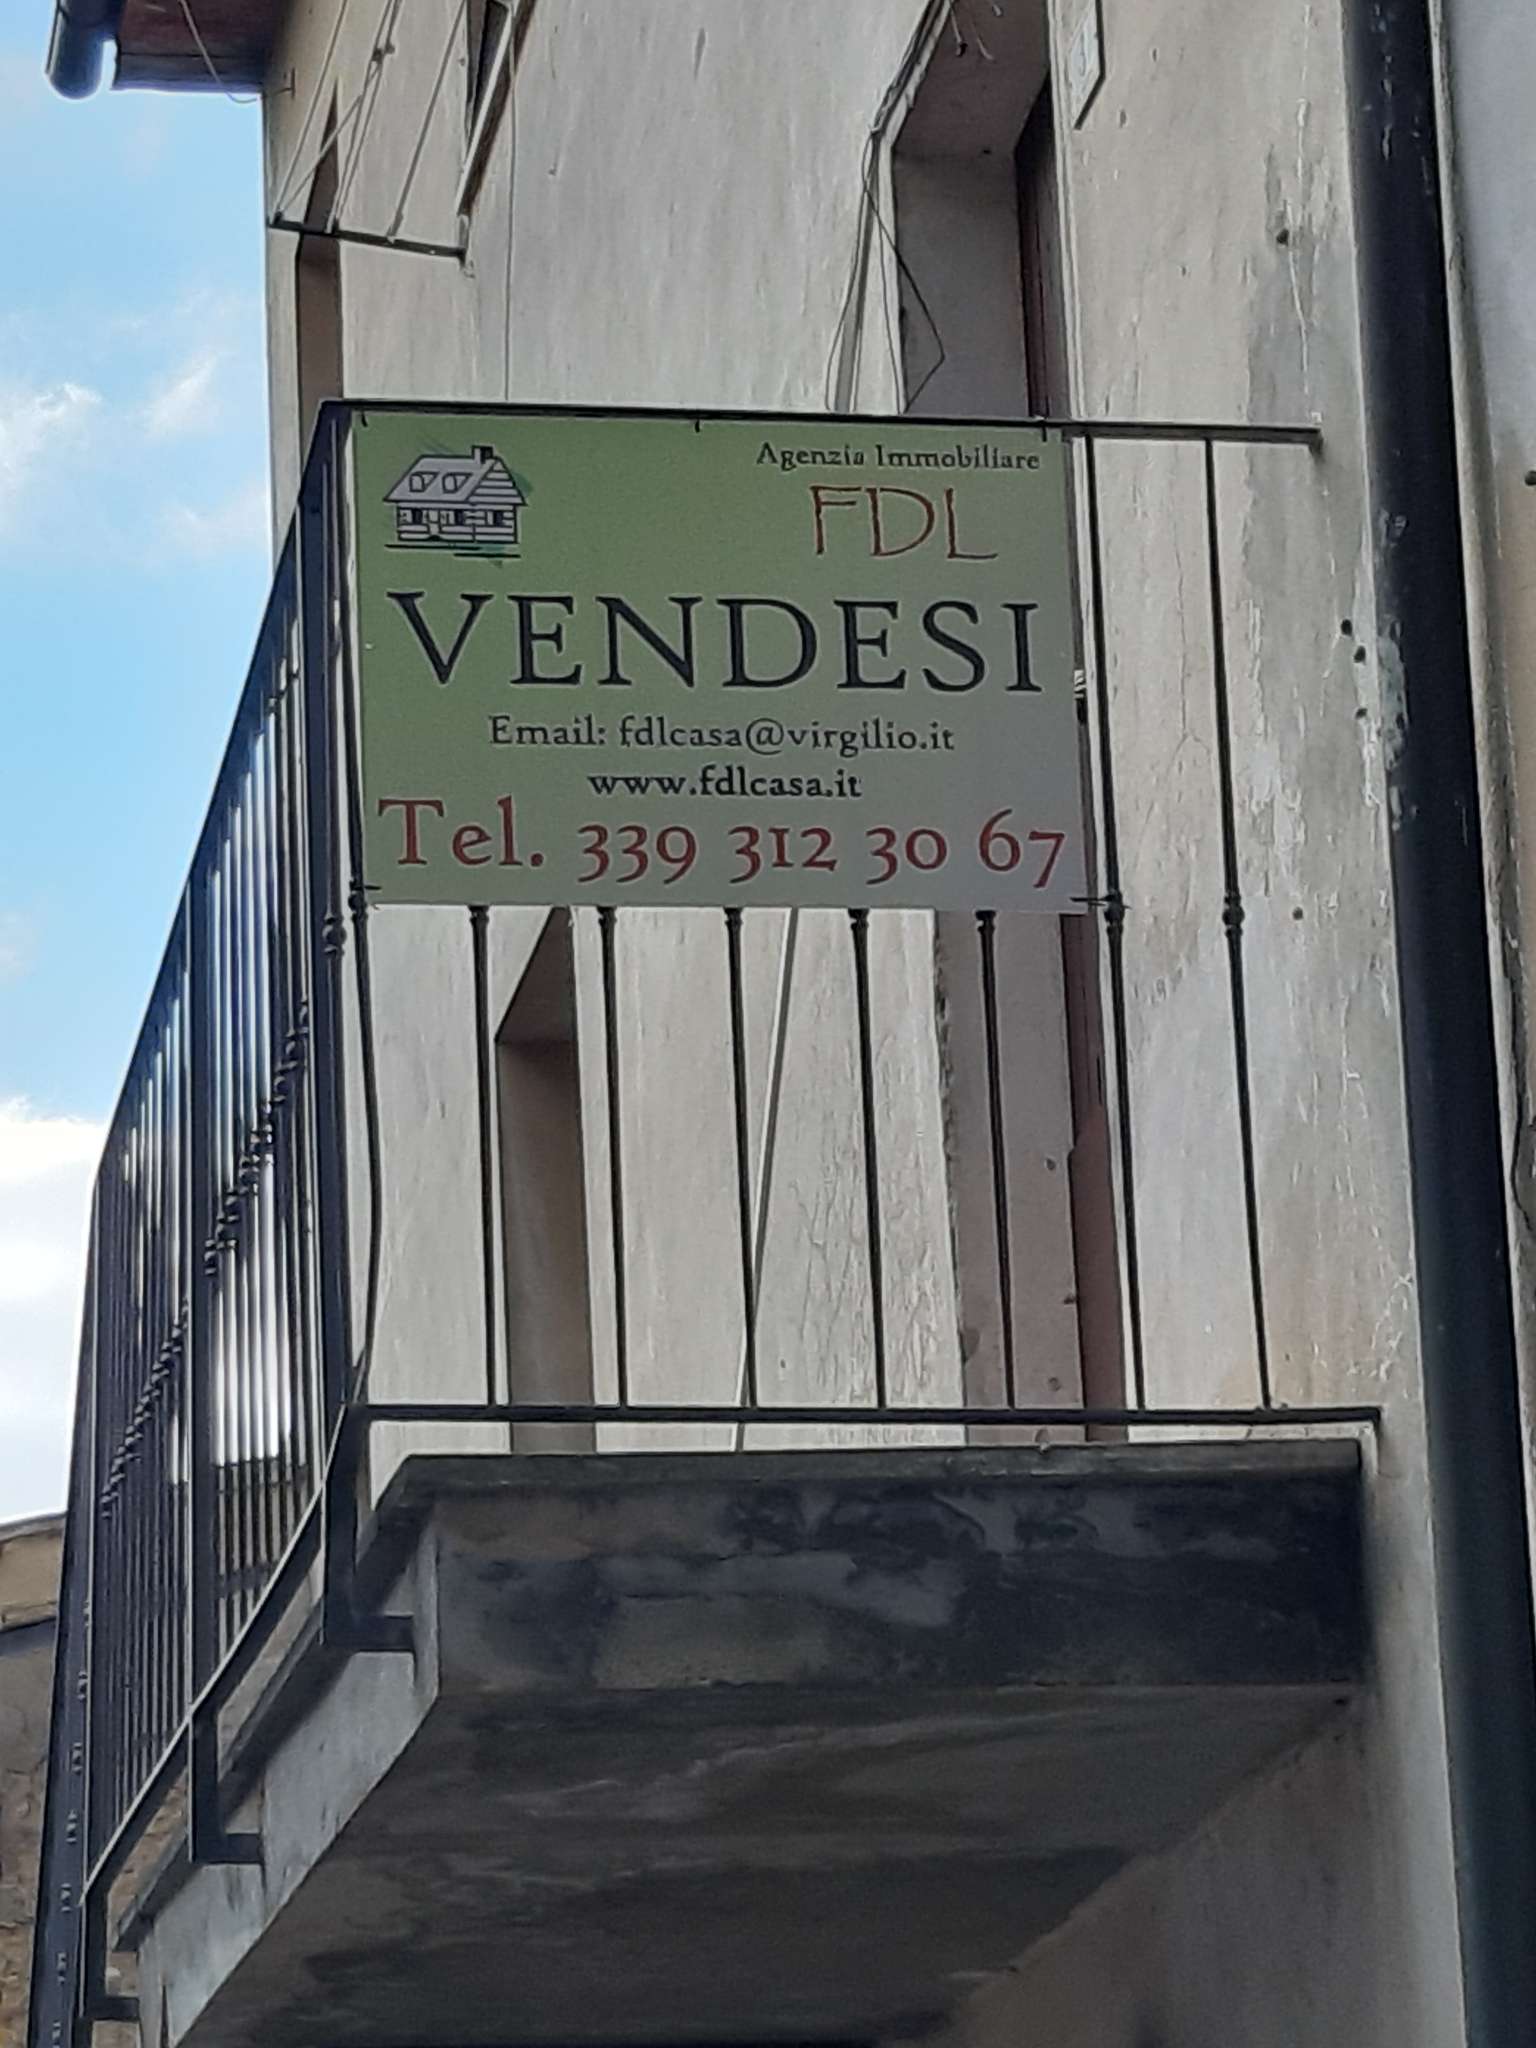 Agenzia Immobiliare
FDL
VENDESI
Email: fdlcasa@virgilio.it
www.fdlcasa.it
Tel. 339 312 30 67